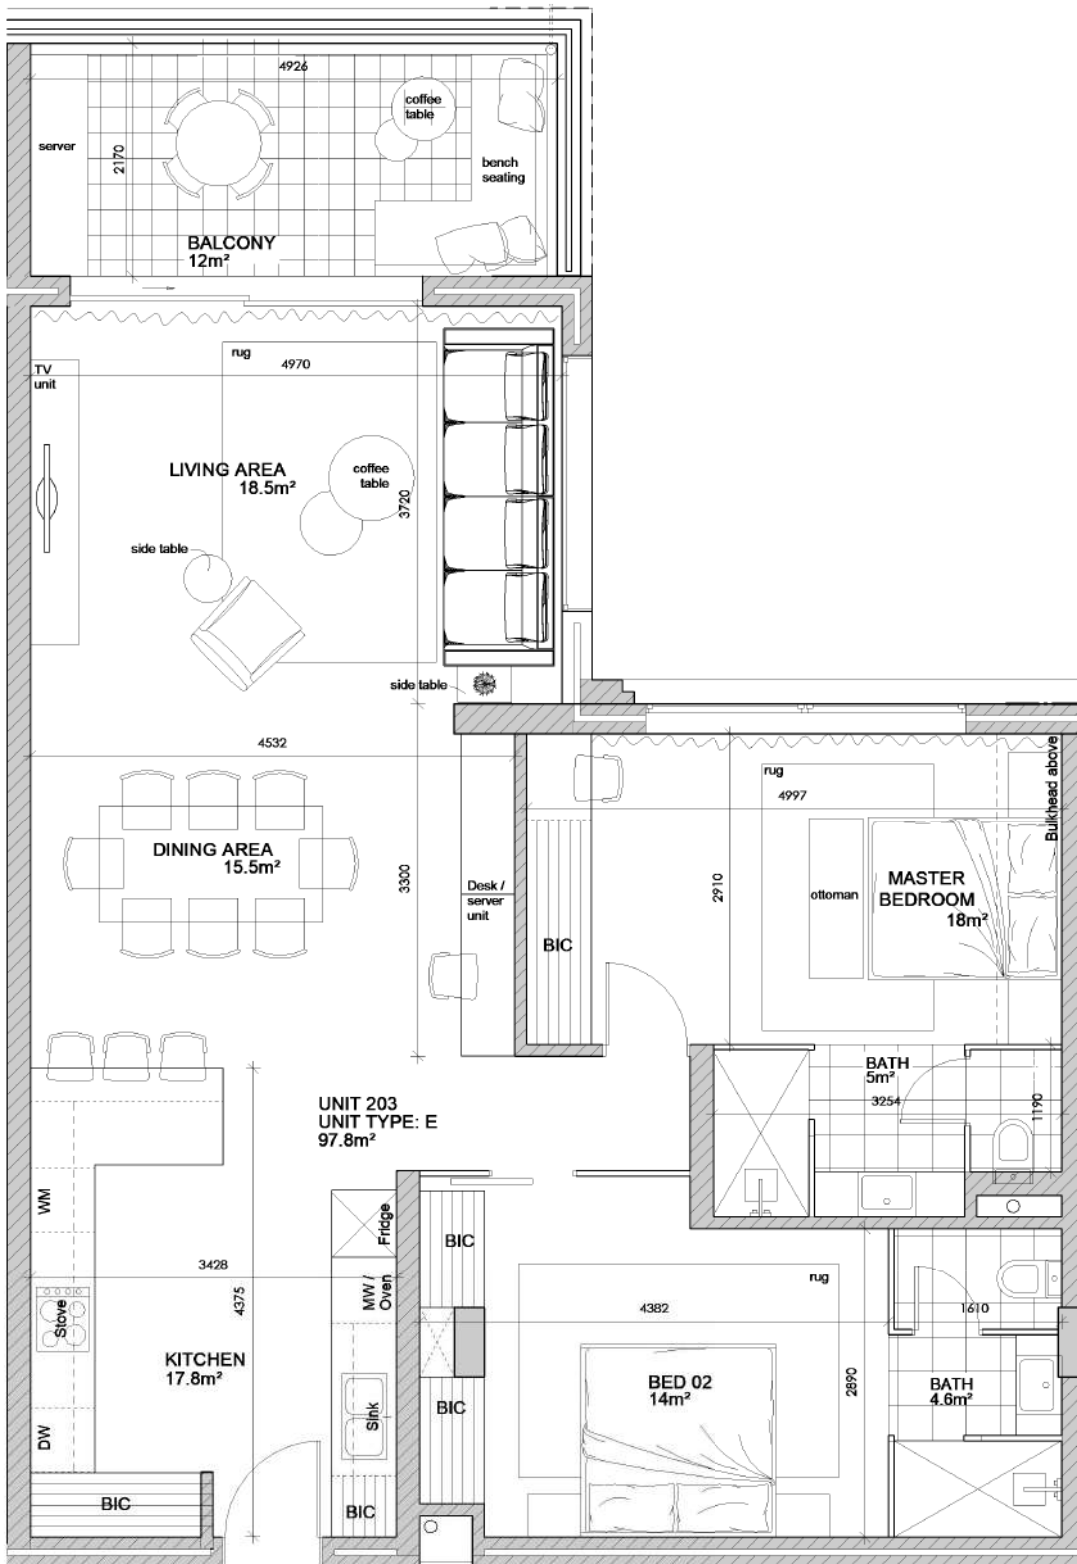 4926
server
2170
coffee
table
bench
seating
BALCONY
12m²
TV
unit
rug
4970
LIVING AREA
18.5m²
coffee
table
3720
side table
side table
4532
DINING AREA
15.5m²
3300
Desk /
server
unit
BIC
rug
4997
2910
ottoman
MASTER
BEDROOM
18m²
Bulkhead above
BATH
5m²
3254
1190
UNIT 203
UNIT TYPE: E
97.8m²
WM
Fridge
BIC
3428
4375
MW /
Oven
Stove
KITCHEN
17.8m²
Sink
DW
BIC
BIC
BIC
rug
4382
1610
BED 02
14m²
2890
BATH
4.6m²